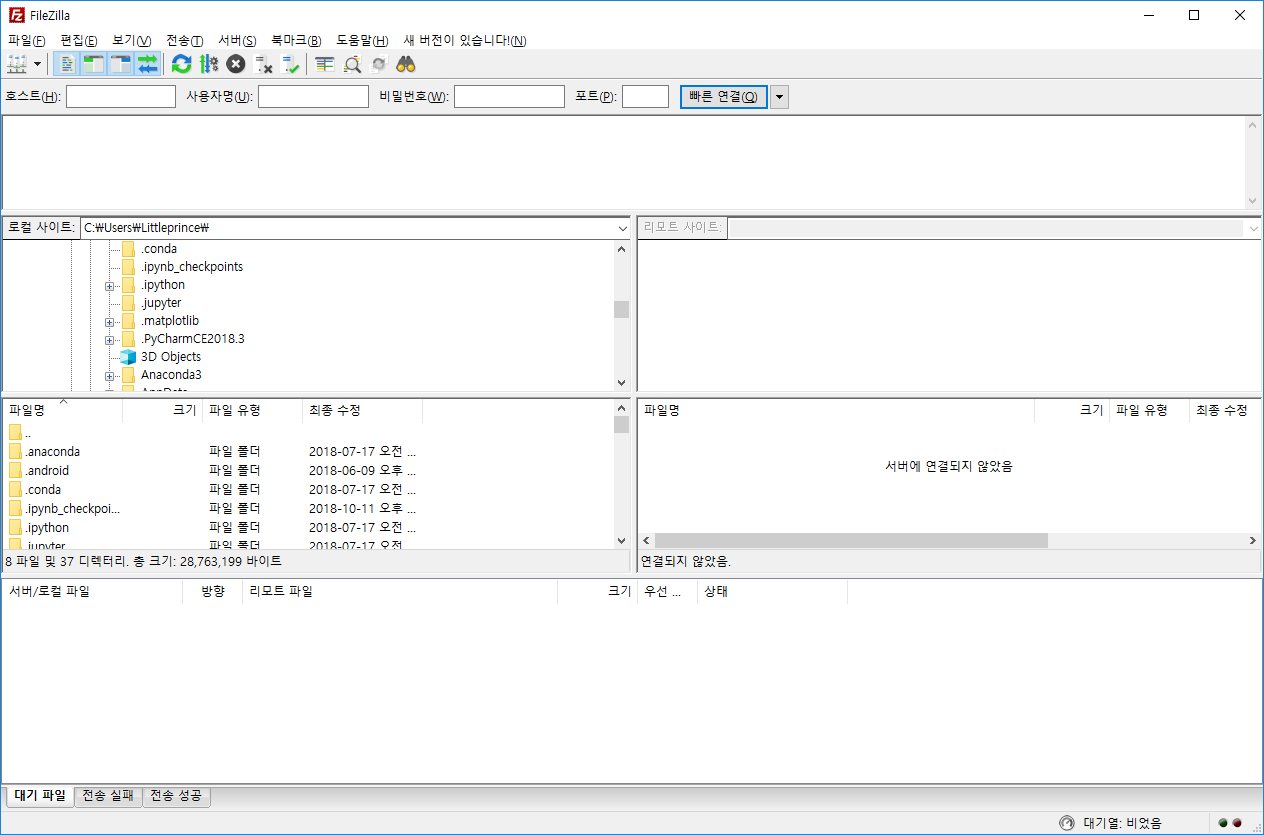 FileZilla
파일(F) 편집(E) 보기(V) 전송(T) 서버(S) 북마크(B) 도움말(H) 새 버전이 있습니다!(N)
호스트(H): 사용자명(U): 비밀번호(W): 포트(P): 빠른 연결(Q)
로컬 사이트: C:₩Users₩Littleprince₩
.conda
.ipynb_checkpoints
.ipython
.jupyter
.matplotlib
.PyCharmCE2018.3
3D Objects
Anaconda3
AppData
리모트 사이트:
파일명 크기 파일 유형 최종 수정
..
.anaconda 파일 폴더 2018-07-17 오전 ...
.android 파일 폴더 2018-06-09 오후 ...
.conda 파일 폴더 2018-07-17 오전 ...
.ipynb_checkpoi... 파일 폴더 2018-10-11 오후 ...
.ipython 파일 폴더 2018-07-17 오전 ...
.jupyter 파일 폴더 2018-07-17 오전
8 파일 및 37 디렉터리. 총 크기: 28,763,199 바이트
파일명 크기 파일 유형 최종 수정
서버에 연결되지 않았음
연결되지 않았음.
서버/로컬 파일 방향 리모트 파일 크기 우선 ... 상태
대기 파일 전송 실패 전송 성공
대기열: 비었음